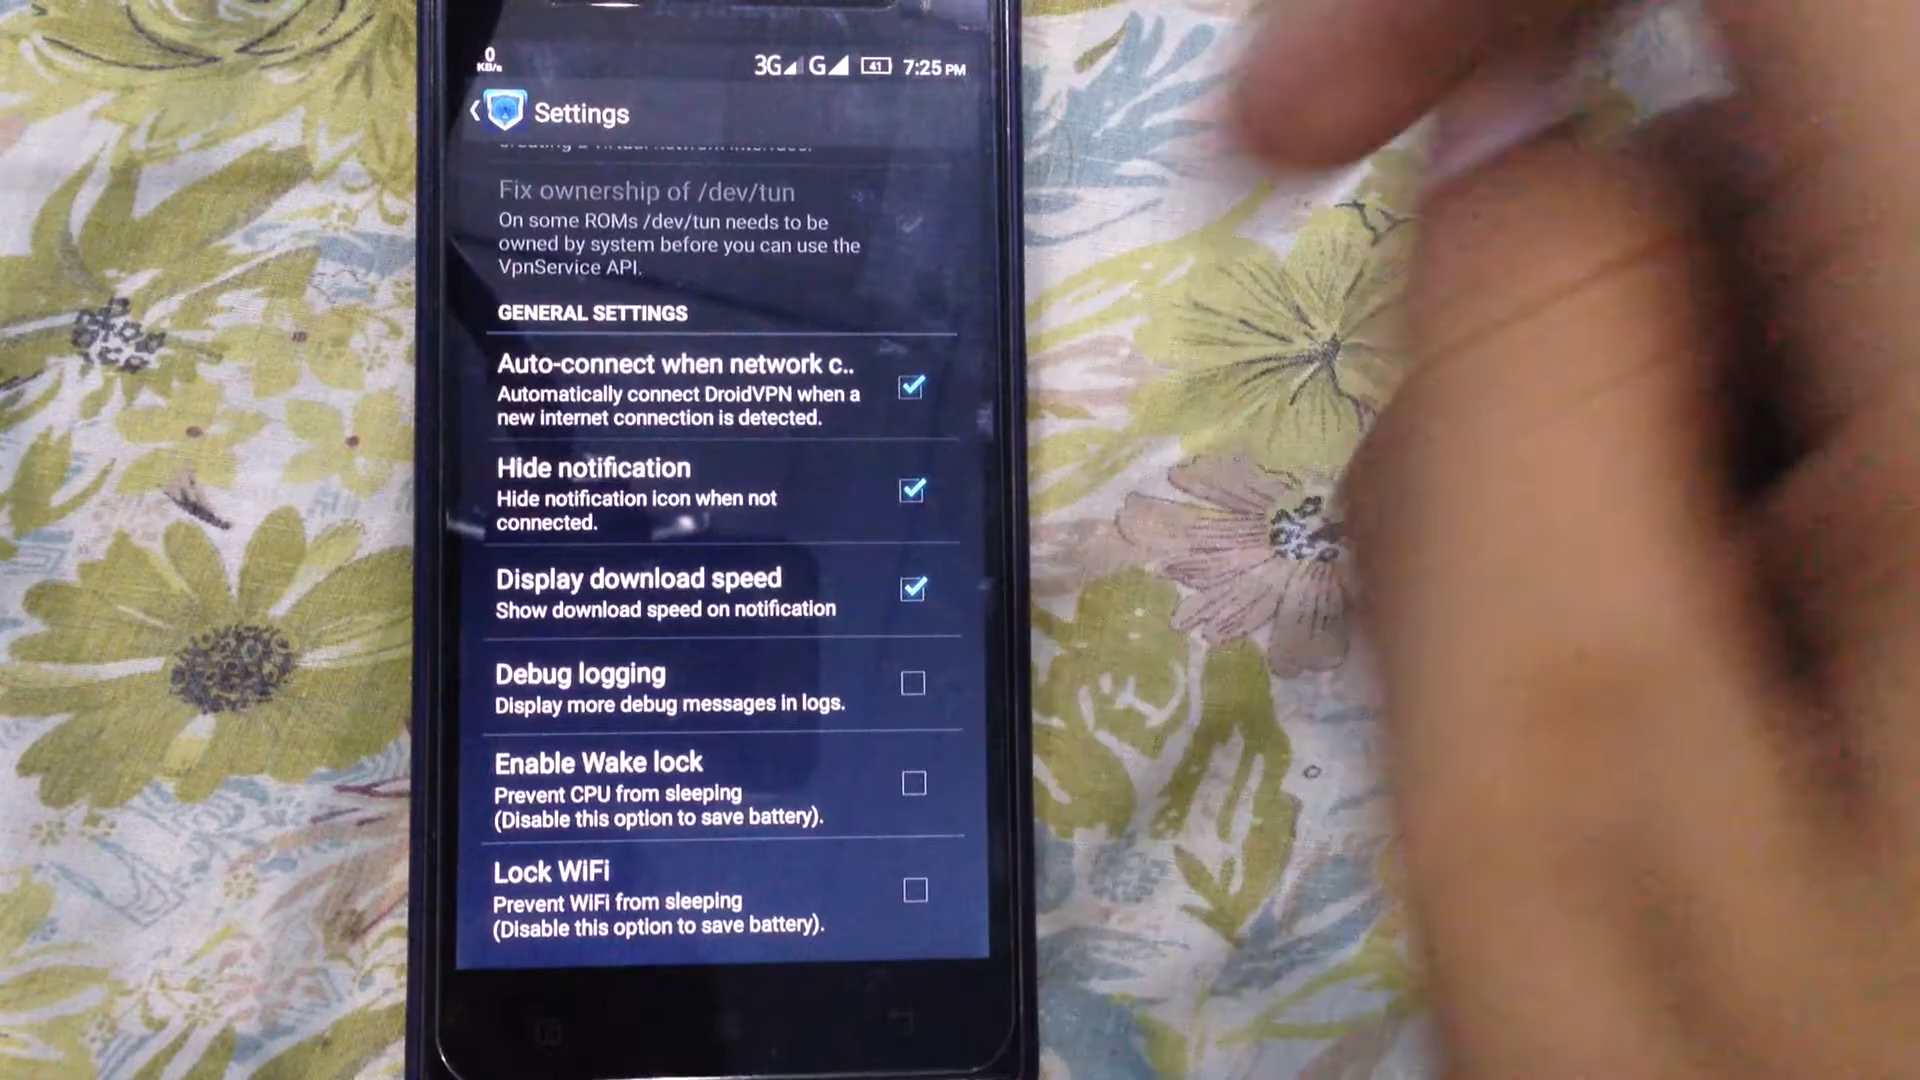 0
KB/s
3G G 41 7:25 PM
Settings
creating a virtual network interface.
Fix ownership of /dev/tun
On some ROMs /dev/tun needs to be
owned by system before you can use the
VpnService API.
GENERAL SETTINGS
Auto-connect when network c..
Automatically connect DroidVPN when a
new internet connection is detected.
Hide notification
Hide notification icon when not
connected.
Display download speed
Show download speed on notification
Debug logging
Display more debug messages in logs.
Enable Wake lock
Prevent CPU from sleeping
(Disable this option to save battery).
Lock WiFi
Prevent WiFi from sleeping
(Disable this option to save battery).